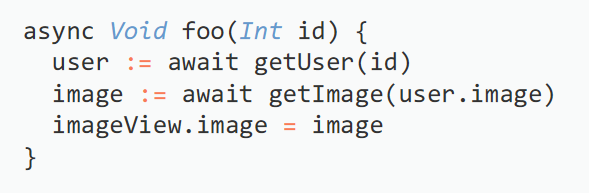 async Void foo(Int id) {
  user := await getUser(id)
  image := await getImage(user.image)
  imageView.image = image
}